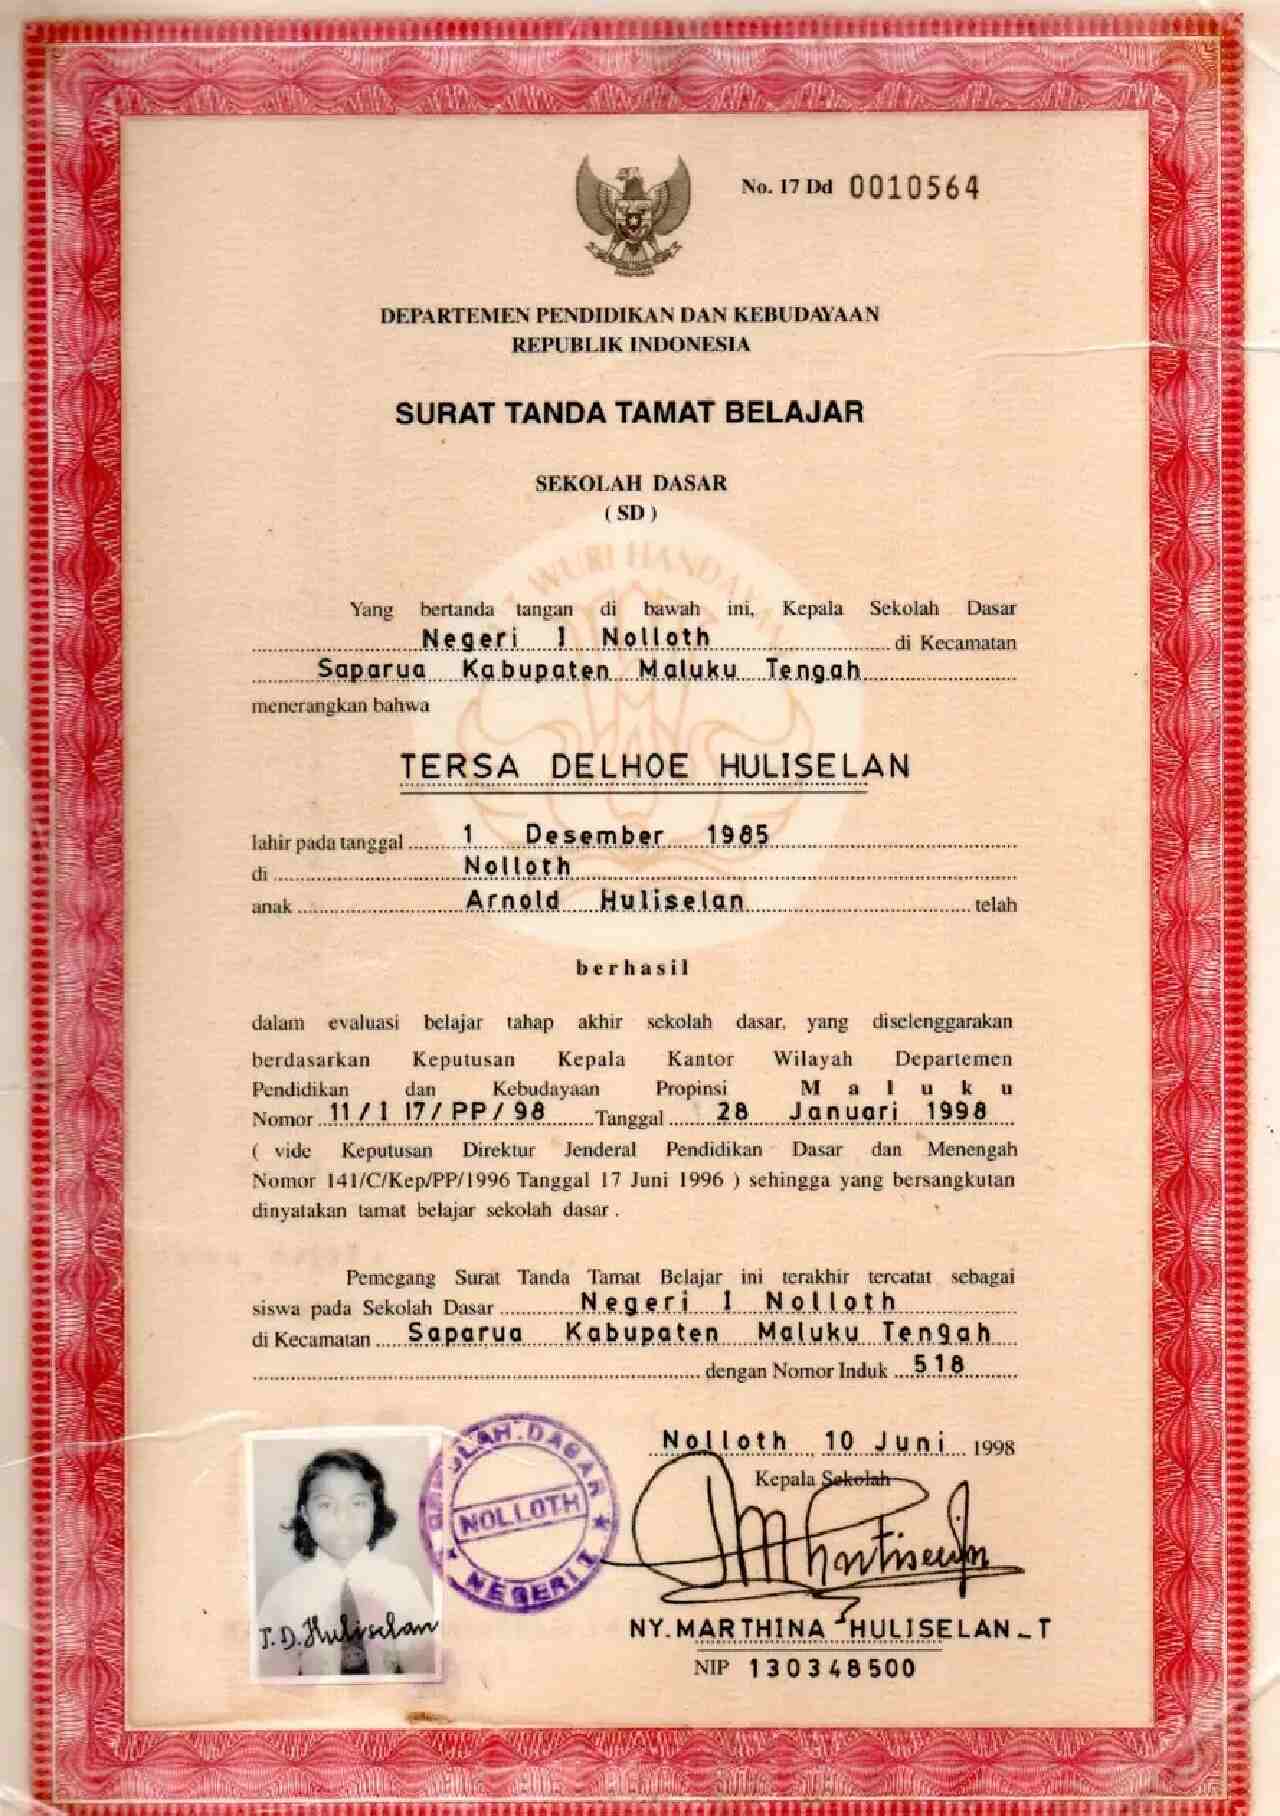 No. 17 Dd 0010564
DEPARTEMEN PENDIDIKAN DAN KEBUDAYAAN
REPUBLIK INDONESIA
SURAT TANDA TAMAT BELAJAR
SEKOLAH DASAR
( SD )
Yang bertanda tangan di bawah ini, Kepala Sekolah Dasar
Negeri 1 Nolloth di Kecamatan
Saparua Kabupaten Maluku Tengah
menerangkan bahwa
TERSA DELHOE HULISELAN
lahir pada tanggal 1 Desember 1985
di Nolloth
anak Arnold Huliselan telah
berhasil
dalam evaluasi belajar tahap akhir sekolah dasar, yang diselenggarakan
berdasarkan Keputusan Kepala Kantor Wilayah Departemen
Pendidikan dan Kebudayaan Propinsi Maluku
Nomor 11/I 17/PP/98 Tanggal 28 Januari 1998
( vide Keputusan Direktur Jenderal Pendidikan Dasar dan Menengah
Nomor 141/C/Kep/PP/1996 Tanggal 17 Juni 1996 ) sehingga yang bersangkutan
dinyatakan tamat belajar sekolah dasar .
Pemegang Surat Tanda Tamat Belajar ini terakhir tercatat sebagai
siswa pada Sekolah Dasar Negeri 1 Nolloth
di Kecamatan Saparua Kabupaten Maluku Tengah
dengan Nomor Induk 518
Nolloth, 10 Juni 1998
Kepala Sekolah
T.D. Huliselan
DASAR
NOLLOTH
NEGERI 1
NY. MARTHINA HULISELAN_T
NIP 130348500